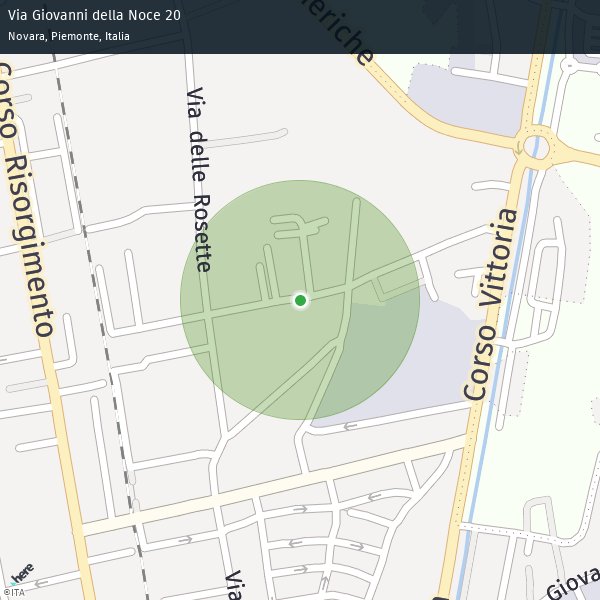 Via Giovanni della Noce 20
Novara, Piemonte, Italia
eriche
Corso Risorgimento
Via delle Rosette
Corso Vittoria
Via
Giova
here
©ITA